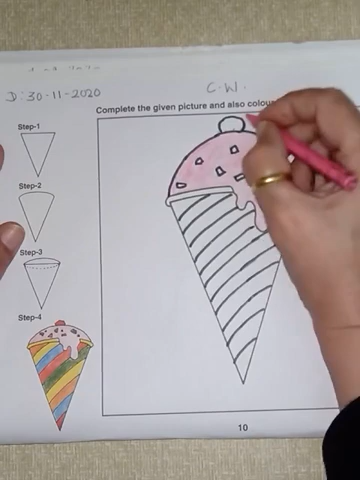 D:30-11-2020
C.W.
Complete the given picture and also colou
Step-1
Step-2
Step-3
Step-4
10